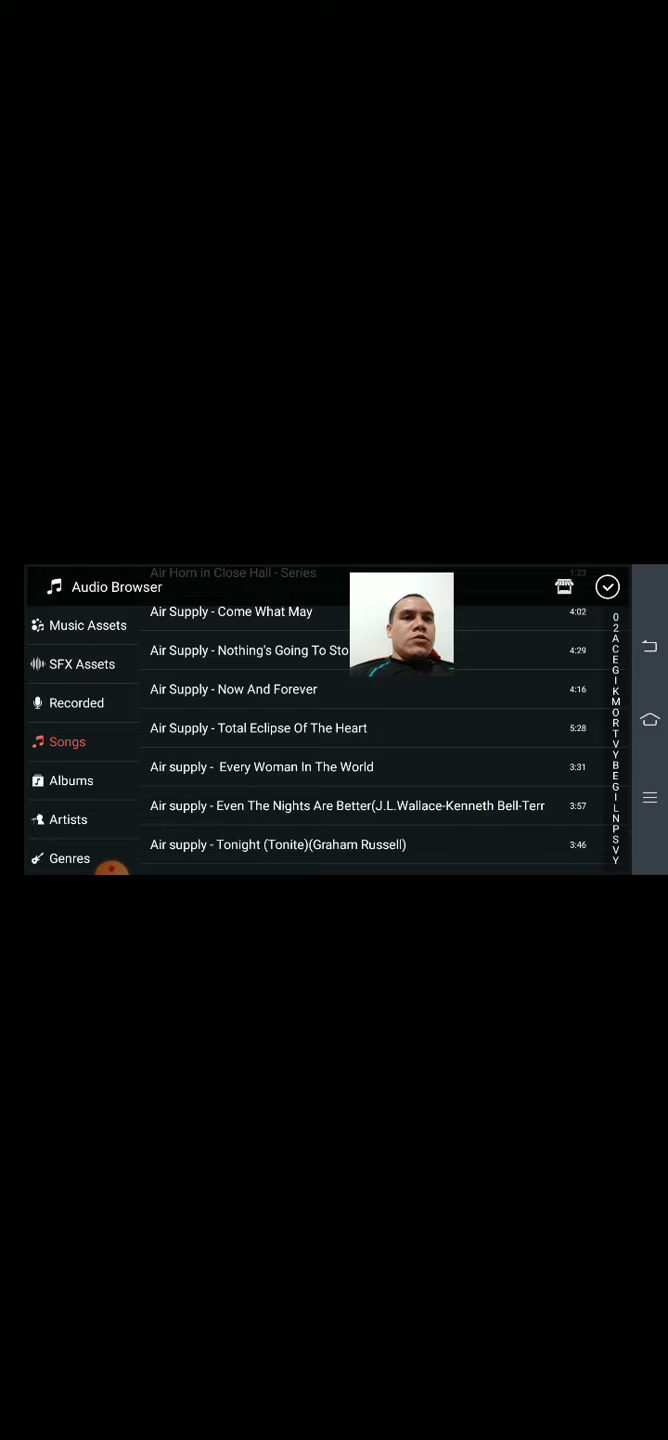 Air Horn in Close Hall - Series 1:23
Audio Browser
Music Assets
SFX Assets
Recorded
Songs
Albums
Artists
Genres
Air Supply - Come What May 4:02
Air Supply - Nothing's Going To Sto 4:29
Air Supply - Now And Forever 4:16
Air Supply - Total Eclipse Of The Heart 5:28
Air supply -  Every Woman In The World 3:31
Air supply - Even The Nights Are Better(J.L.Wallace-Kenneth Bell-Terr 3:57
Air supply - Tonight (Tonite)(Graham Russell) 3:46
0
2
A
C
E
G
I
K
M
O
R
T
V
Y
B
E
G
I
L
N
P
S
V
Y